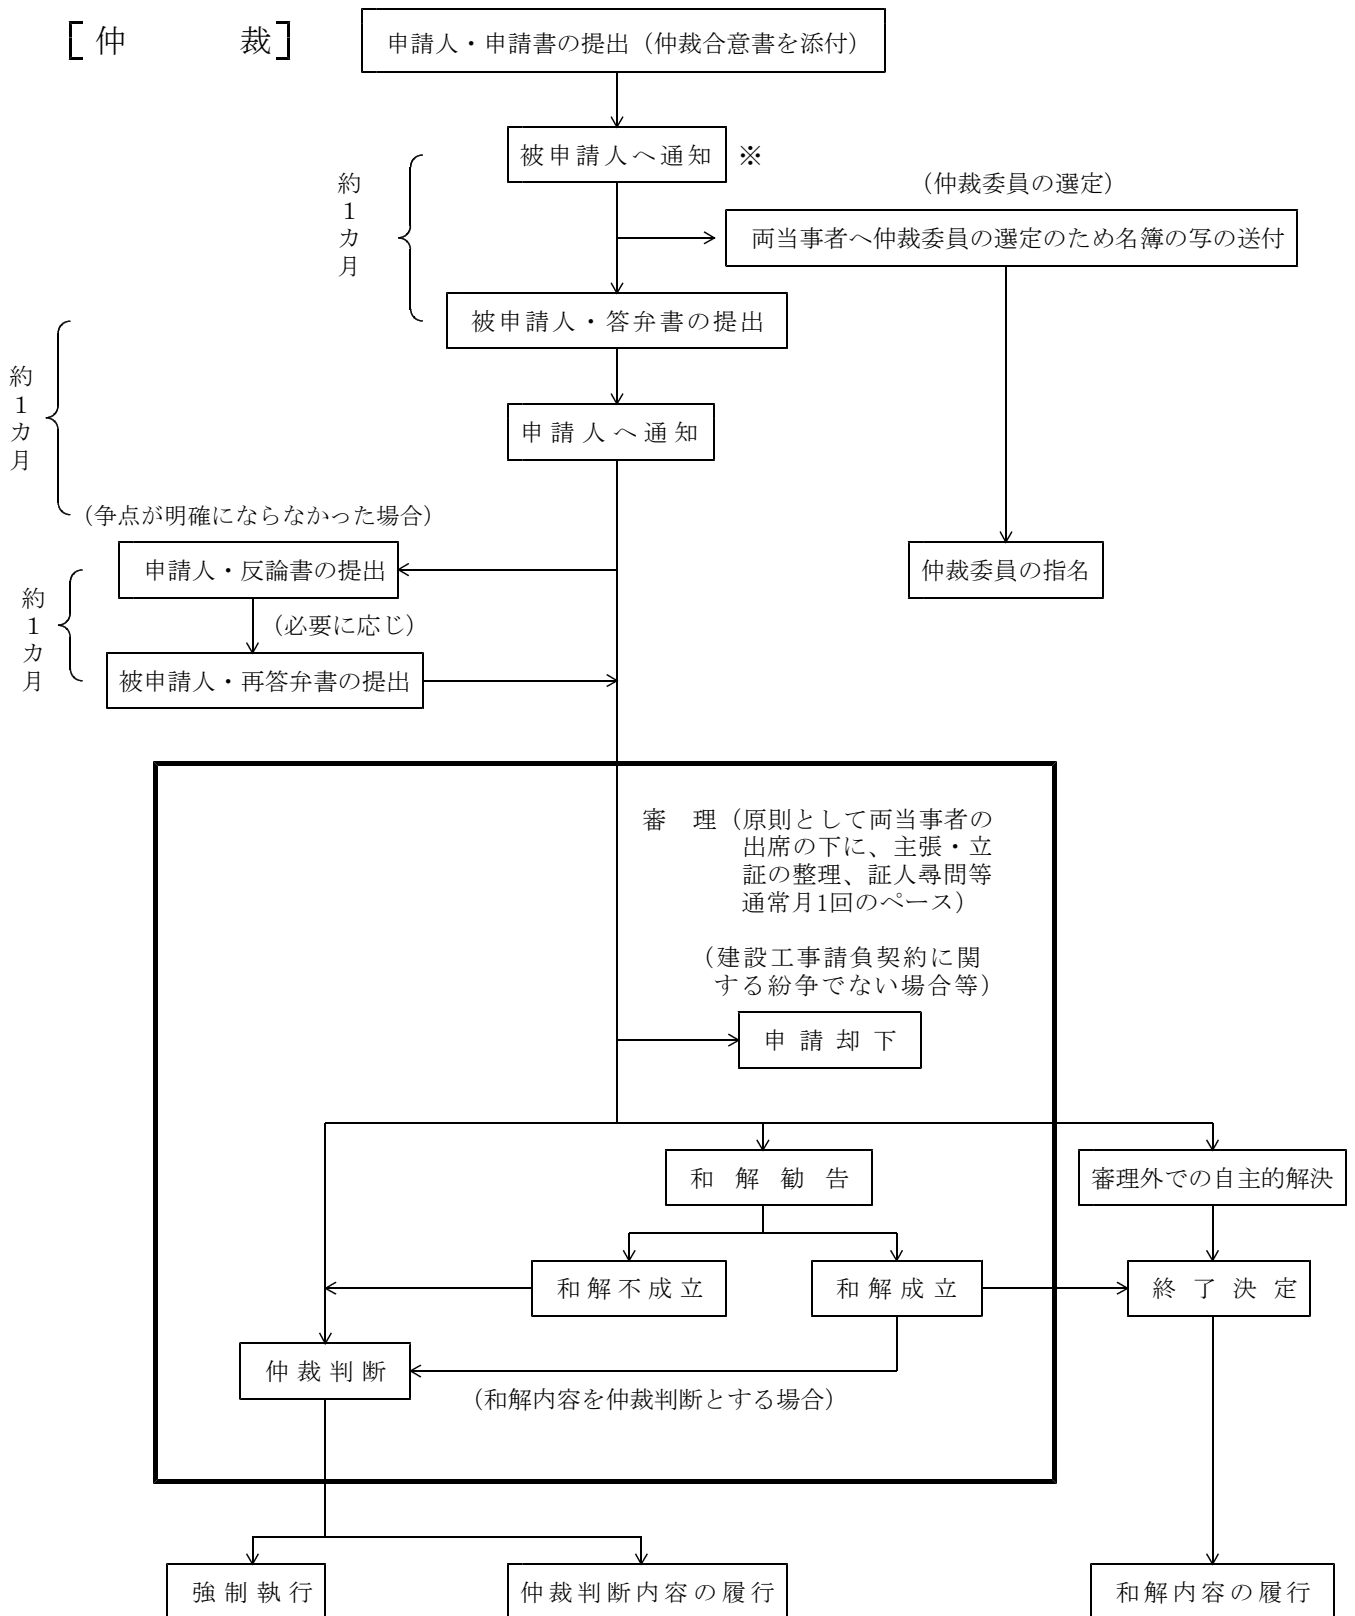 ［仲　　裁］
申請人・申請書の提出（仲裁合意書を添付）
被申請人へ通知 ※
約１カ月
（仲裁委員の選定）
両当事者へ仲裁委員の選定のため名簿の写の送付
被申請人・答弁書の提出
約１カ月
申請人へ通知
（争点が明確にならなかった場合）
申請人・反論書の提出
仲裁委員の指名
約１カ月
（必要に応じ）
被申請人・再答弁書の提出
審　理（原則として両当事者の
出席の下に、主張・立
証の整理、証人尋問等
通常月1回のペース）
（建設工事請負契約に関
する紛争でない場合等）
申請却下
和解勧告
審理外での自主的解決
和解不成立
和解成立
終了決定
仲裁判断
（和解内容を仲裁判断とする場合）
強制執行
仲裁判断内容の履行
和解内容の履行